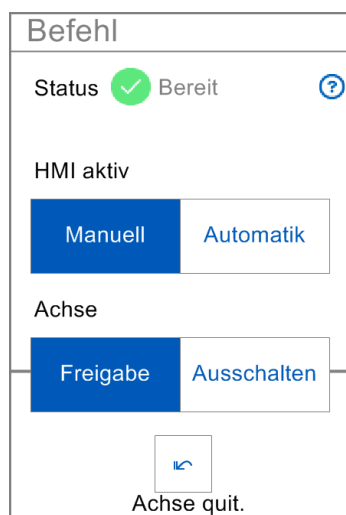 Befehl
Status Bereit
HMI aktiv
Manuell Automatik
Achse
Freigabe Ausschalten
Achse quit.